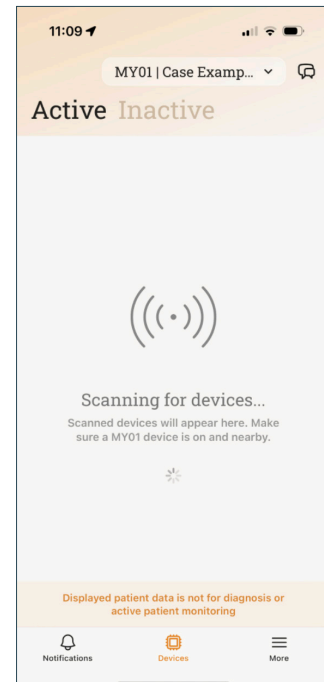 11:09
MY01 | Case Examp...
Active Inactive
Scanning for devices...
Scanned devices will appear here. Make
sure a MY01 device is on and nearby.
Displayed patient data is not for diagnosis or
active patient monitoring
Notifications Devices More